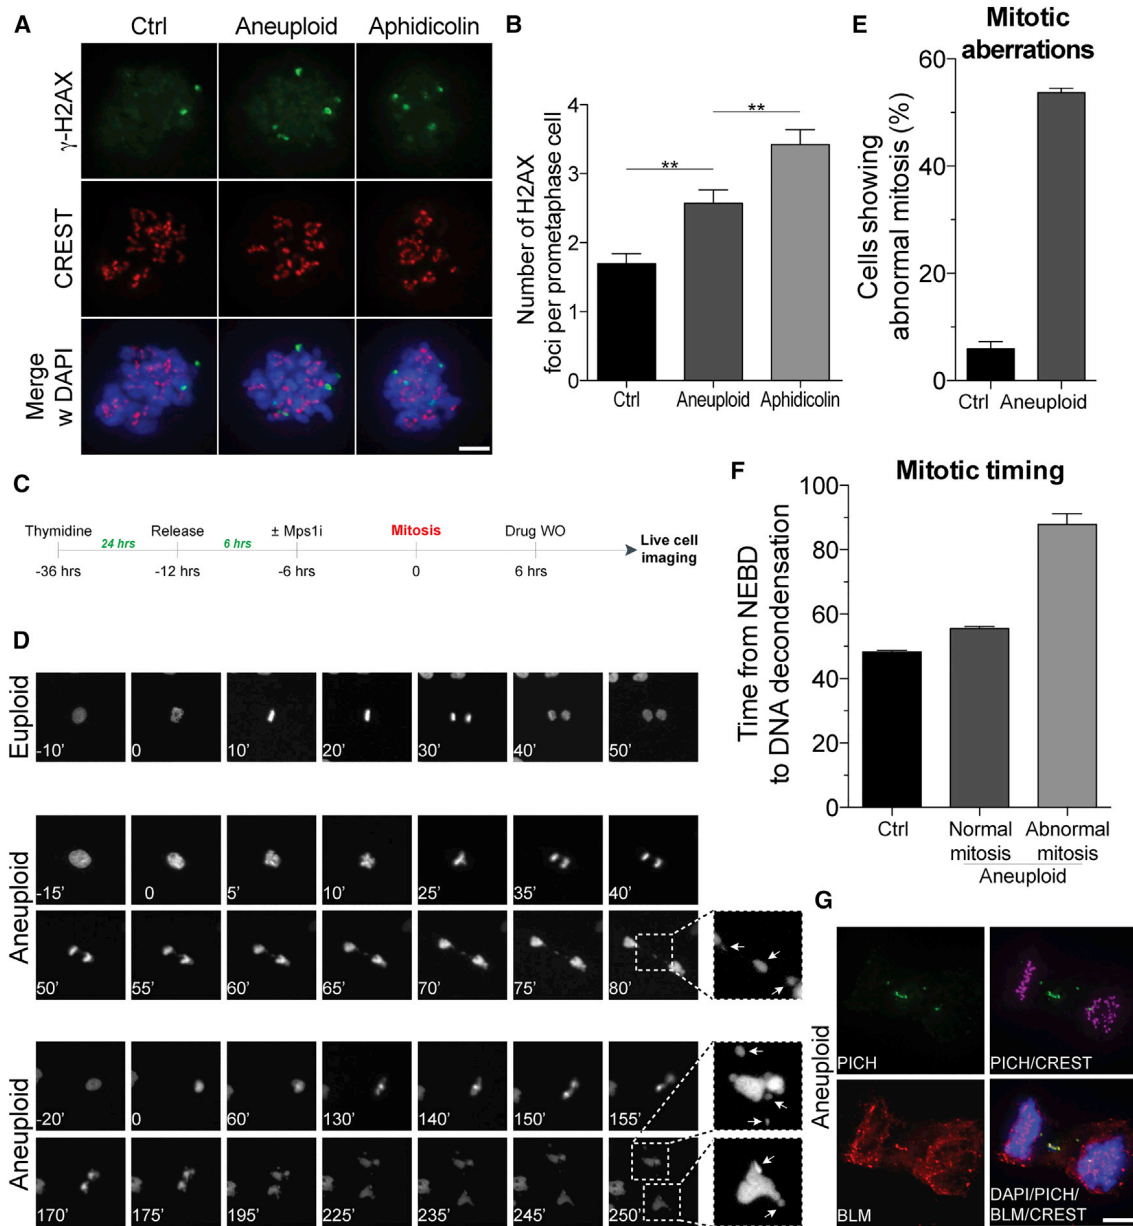 A
Ctrl
Aneuploid
Aphidicolin
γ-H2AX
CREST
Merge
w DAPI
B
Number of H2AX
foci per prometaphase cell
4
3
2
1
0
**
**
Ctrl
Aneuploid
Aphidicolin
E
Mitotic
aberrations
Cells showing
abnormal mitosis (%)
60
40
20
0
Ctrl
Aneuploid
C
Thymidine
24 hrs
Release
6 hrs
± Mps1i
Mitosis
Drug WO
Live cell
imaging
-36 hrs
-12 hrs
-6 hrs
0
6 hrs
D
Euploid
-10’
0
10’
20’
30’
40’
50’
Aneuploid
-15’
0
5’
10’
25’
35’
40’
50’
55’
60’
65’
70’
75’
80’
Aneuploid
-20’
0
60’
130’
140’
150’
155’
170’
175’
195’
225’
235’
245’
250’
F
Mitotic timing
Time from NEBD
to DNA decondensation
100
80
60
40
20
0
Ctrl
Normal
mitosis
Abnormal
mitosis
Aneuploid
G
Aneuploid
PICH
PICH/CREST
BLM
DAPI/PICH/
BLM/CREST